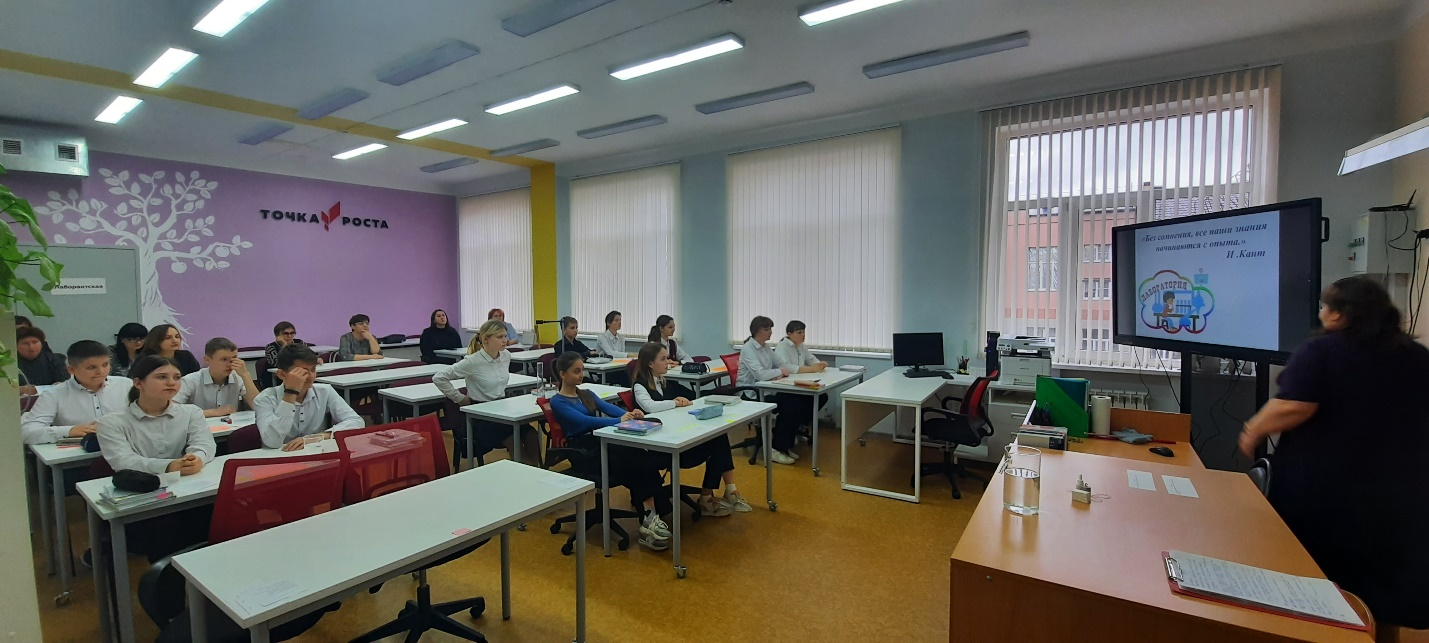 ТОЧКА РОСТА
Лаборантская
«Без сомнения, все наши знания
начинаются с опыта.»
И .Кант
ЛАБОРАТОРИЯ